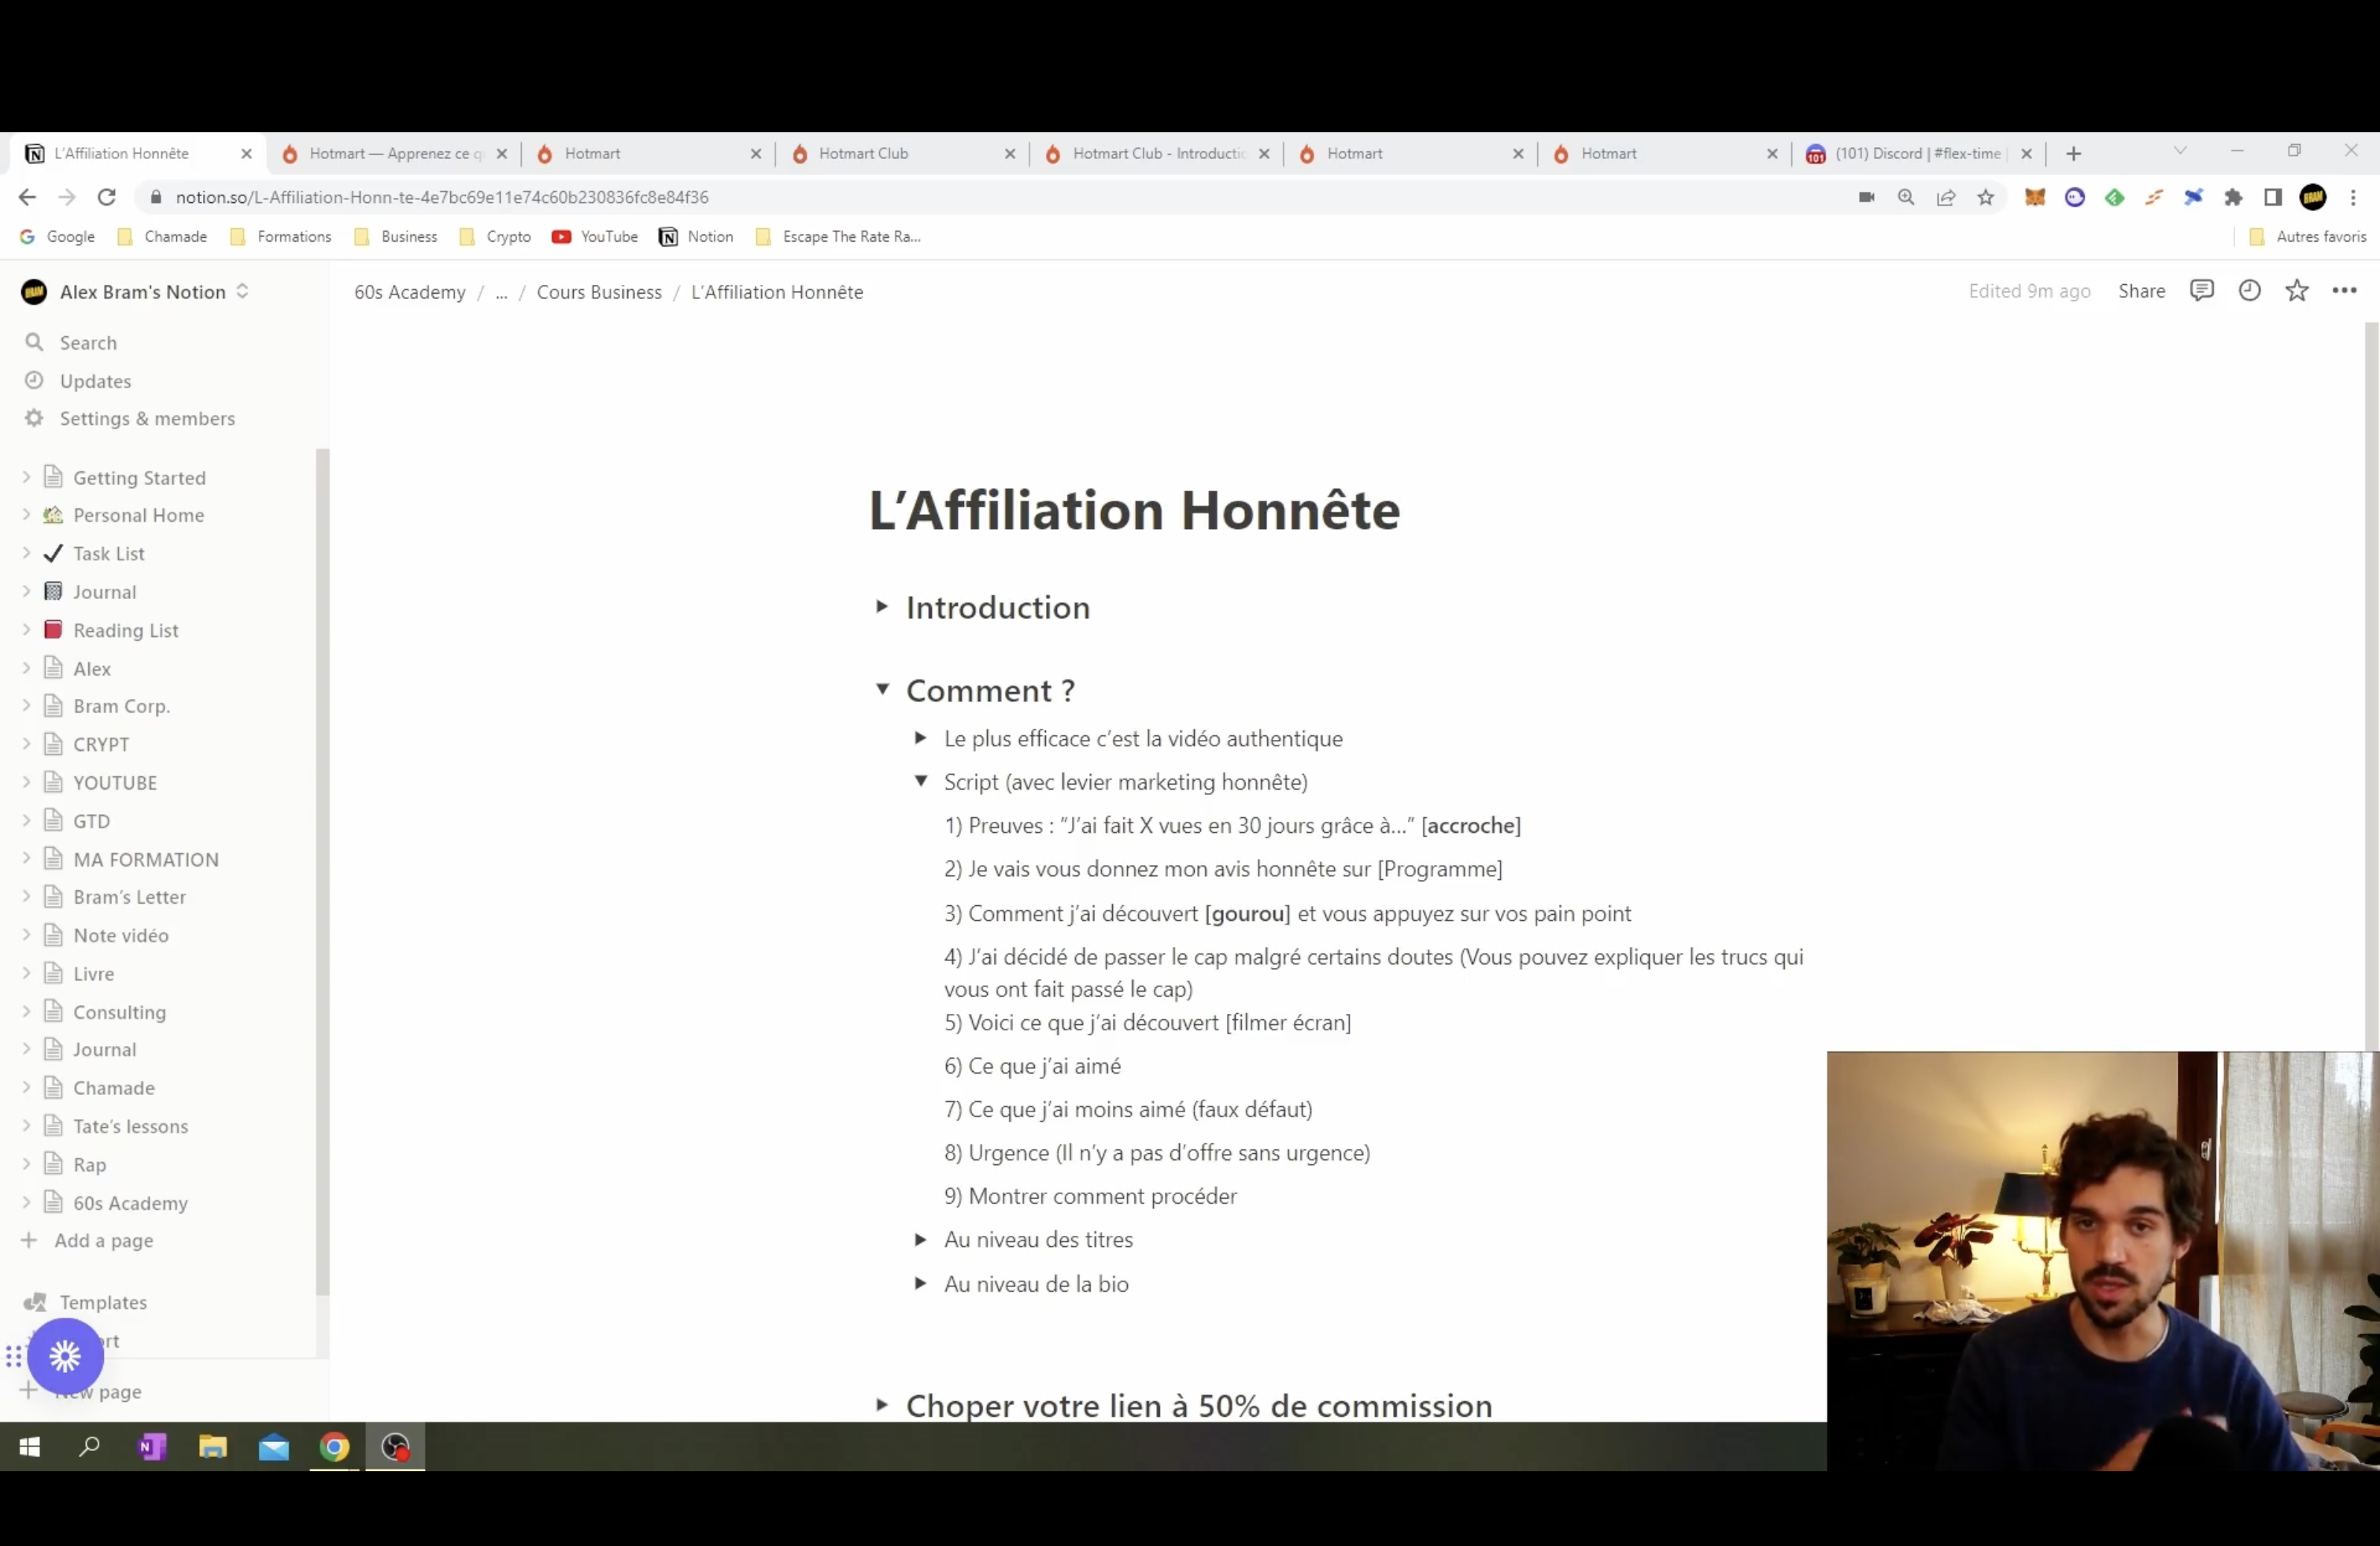 L'Affiliation Honnête
Hotmart — Apprenez ce q
Hotmart
Hotmart Club
Hotmart Club - Introductio
Hotmart
Hotmart
(101) Discord | #flex-time |
notion.so/L-Affiliation-Honn-te-4e7bc69e11e74c60b230836fc8e84f36
Google
Chamade
Formations
Business
Crypto
YouTube
Notion
Escape The Rate Ra...
Autres favoris
Alex Bram's Notion
60s Academy / ... / Cours Business / L'Affiliation Honnête
Edited 9m ago
Share
Search
Updates
Settings & members
Getting Started
Personal Home
Task List
Journal
Reading List
Alex
Bram Corp.
CRYPT
YOUTUBE
GTD
MA FORMATION
Bram's Letter
Note vidéo
Livre
Consulting
Journal
Chamade
Tate's lessons
Rap
60s Academy
Add a page
Templates
rt
New page
L'Affiliation Honnête
Introduction
Comment ?
Le plus efficace c'est la vidéo authentique
Script (avec levier marketing honnête)
1) Preuves : "J'ai fait X vues en 30 jours grâce à..." [accroche]
2) Je vais vous donnez mon avis honnête sur [Programme]
3) Comment j'ai découvert [gourou] et vous appuyez sur vos pain point
4) J'ai décidé de passer le cap malgré certains doutes (Vous pouvez expliquer les trucs qui
vous ont fait passé le cap)
5) Voici ce que j'ai découvert [filmer écran]
6) Ce que j'ai aimé
7) Ce que j'ai moins aimé (faux défaut)
8) Urgence (Il n'y a pas d'offre sans urgence)
9) Montrer comment procéder
Au niveau des titres
Au niveau de la bio
Choper votre lien à 50% de commission